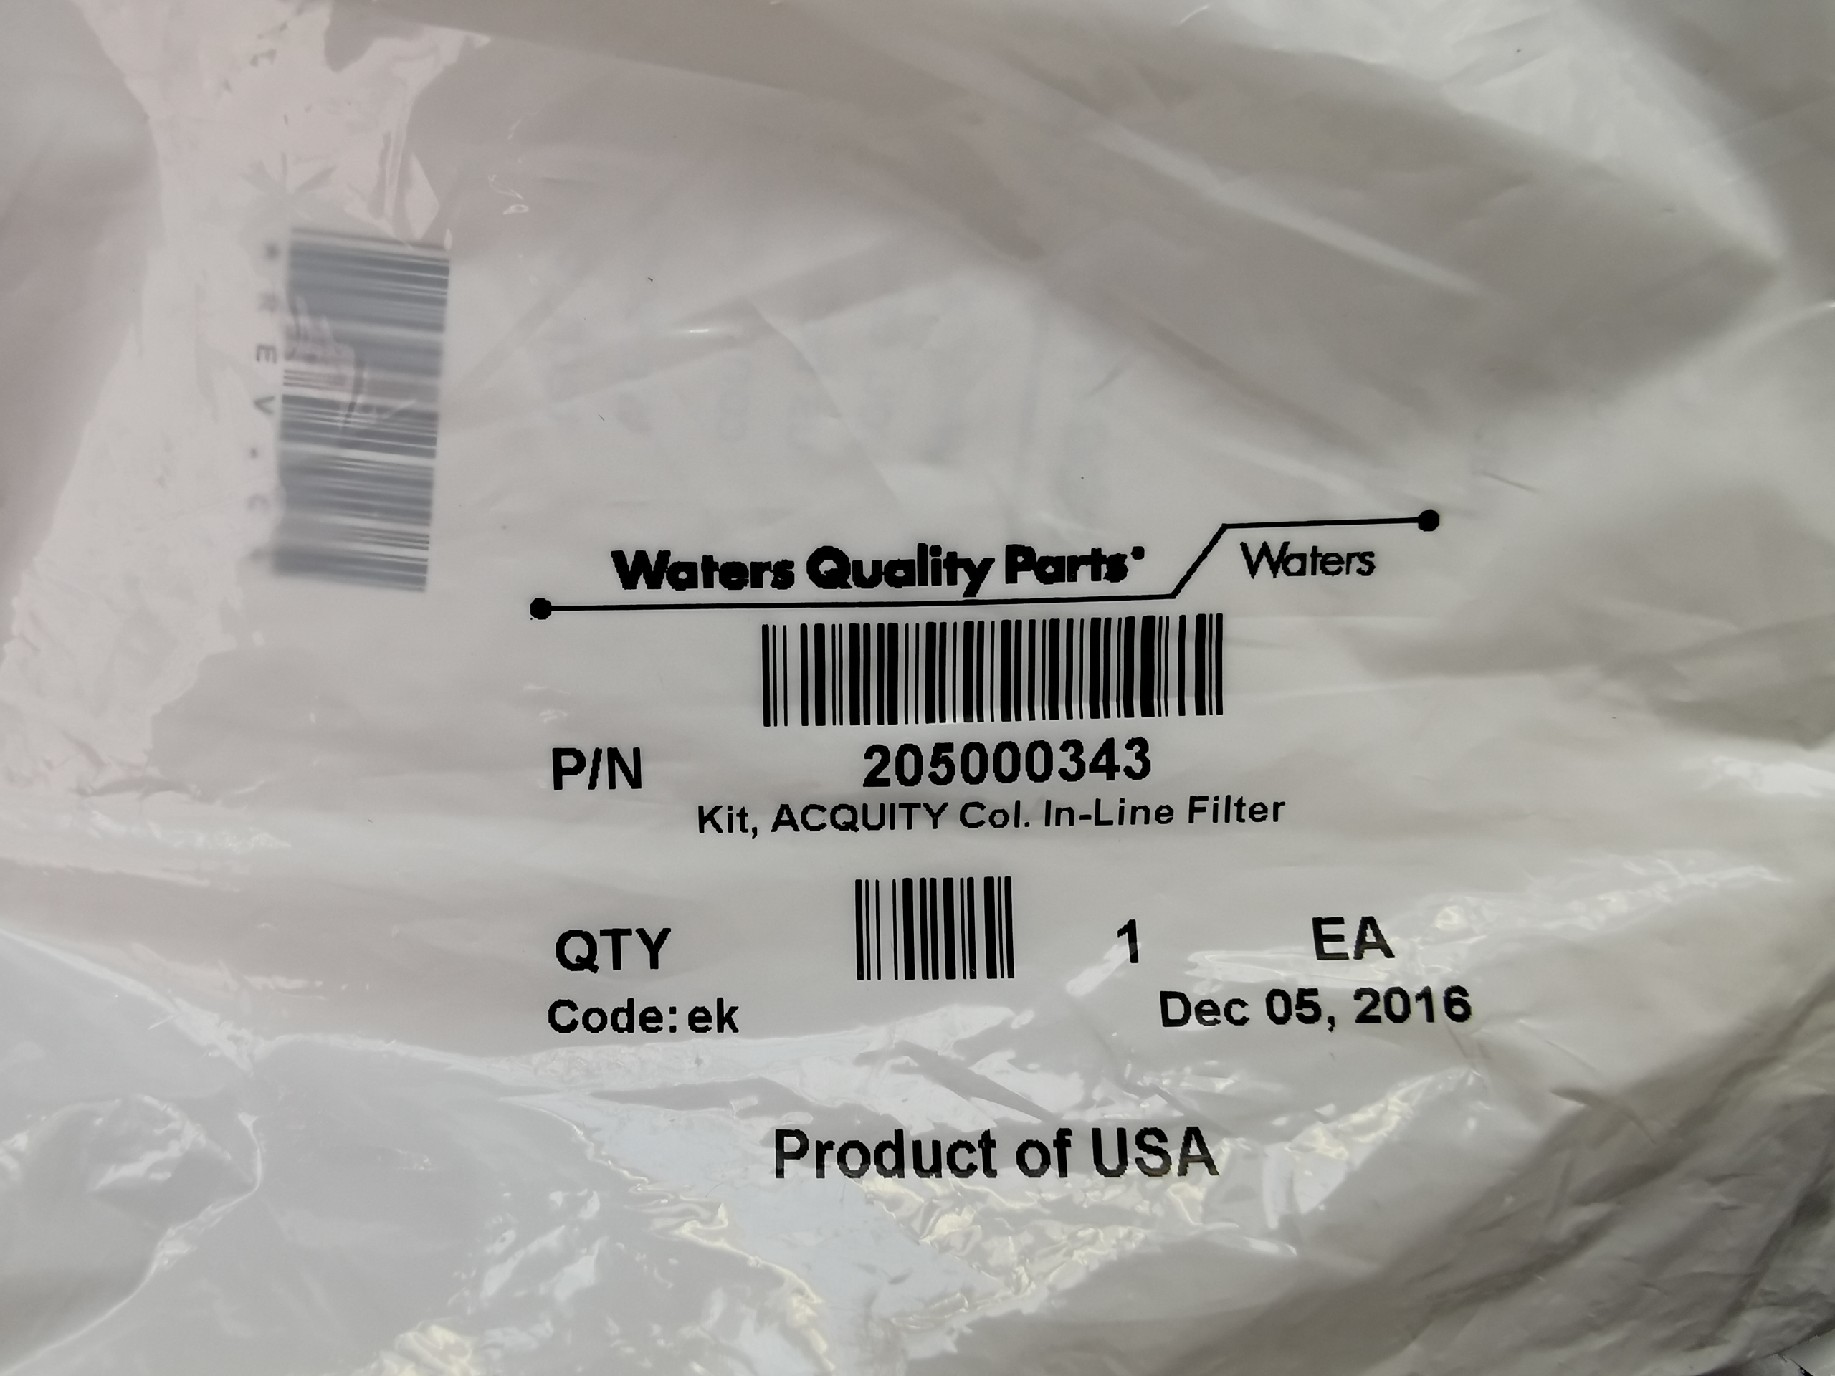 Waters Quality Parts
Waters
P/N 205000343
Kit, ACQUITY Col. In-Line Filter
QTY 1 EA
Code: ek Dec 05, 2016
Product of USA